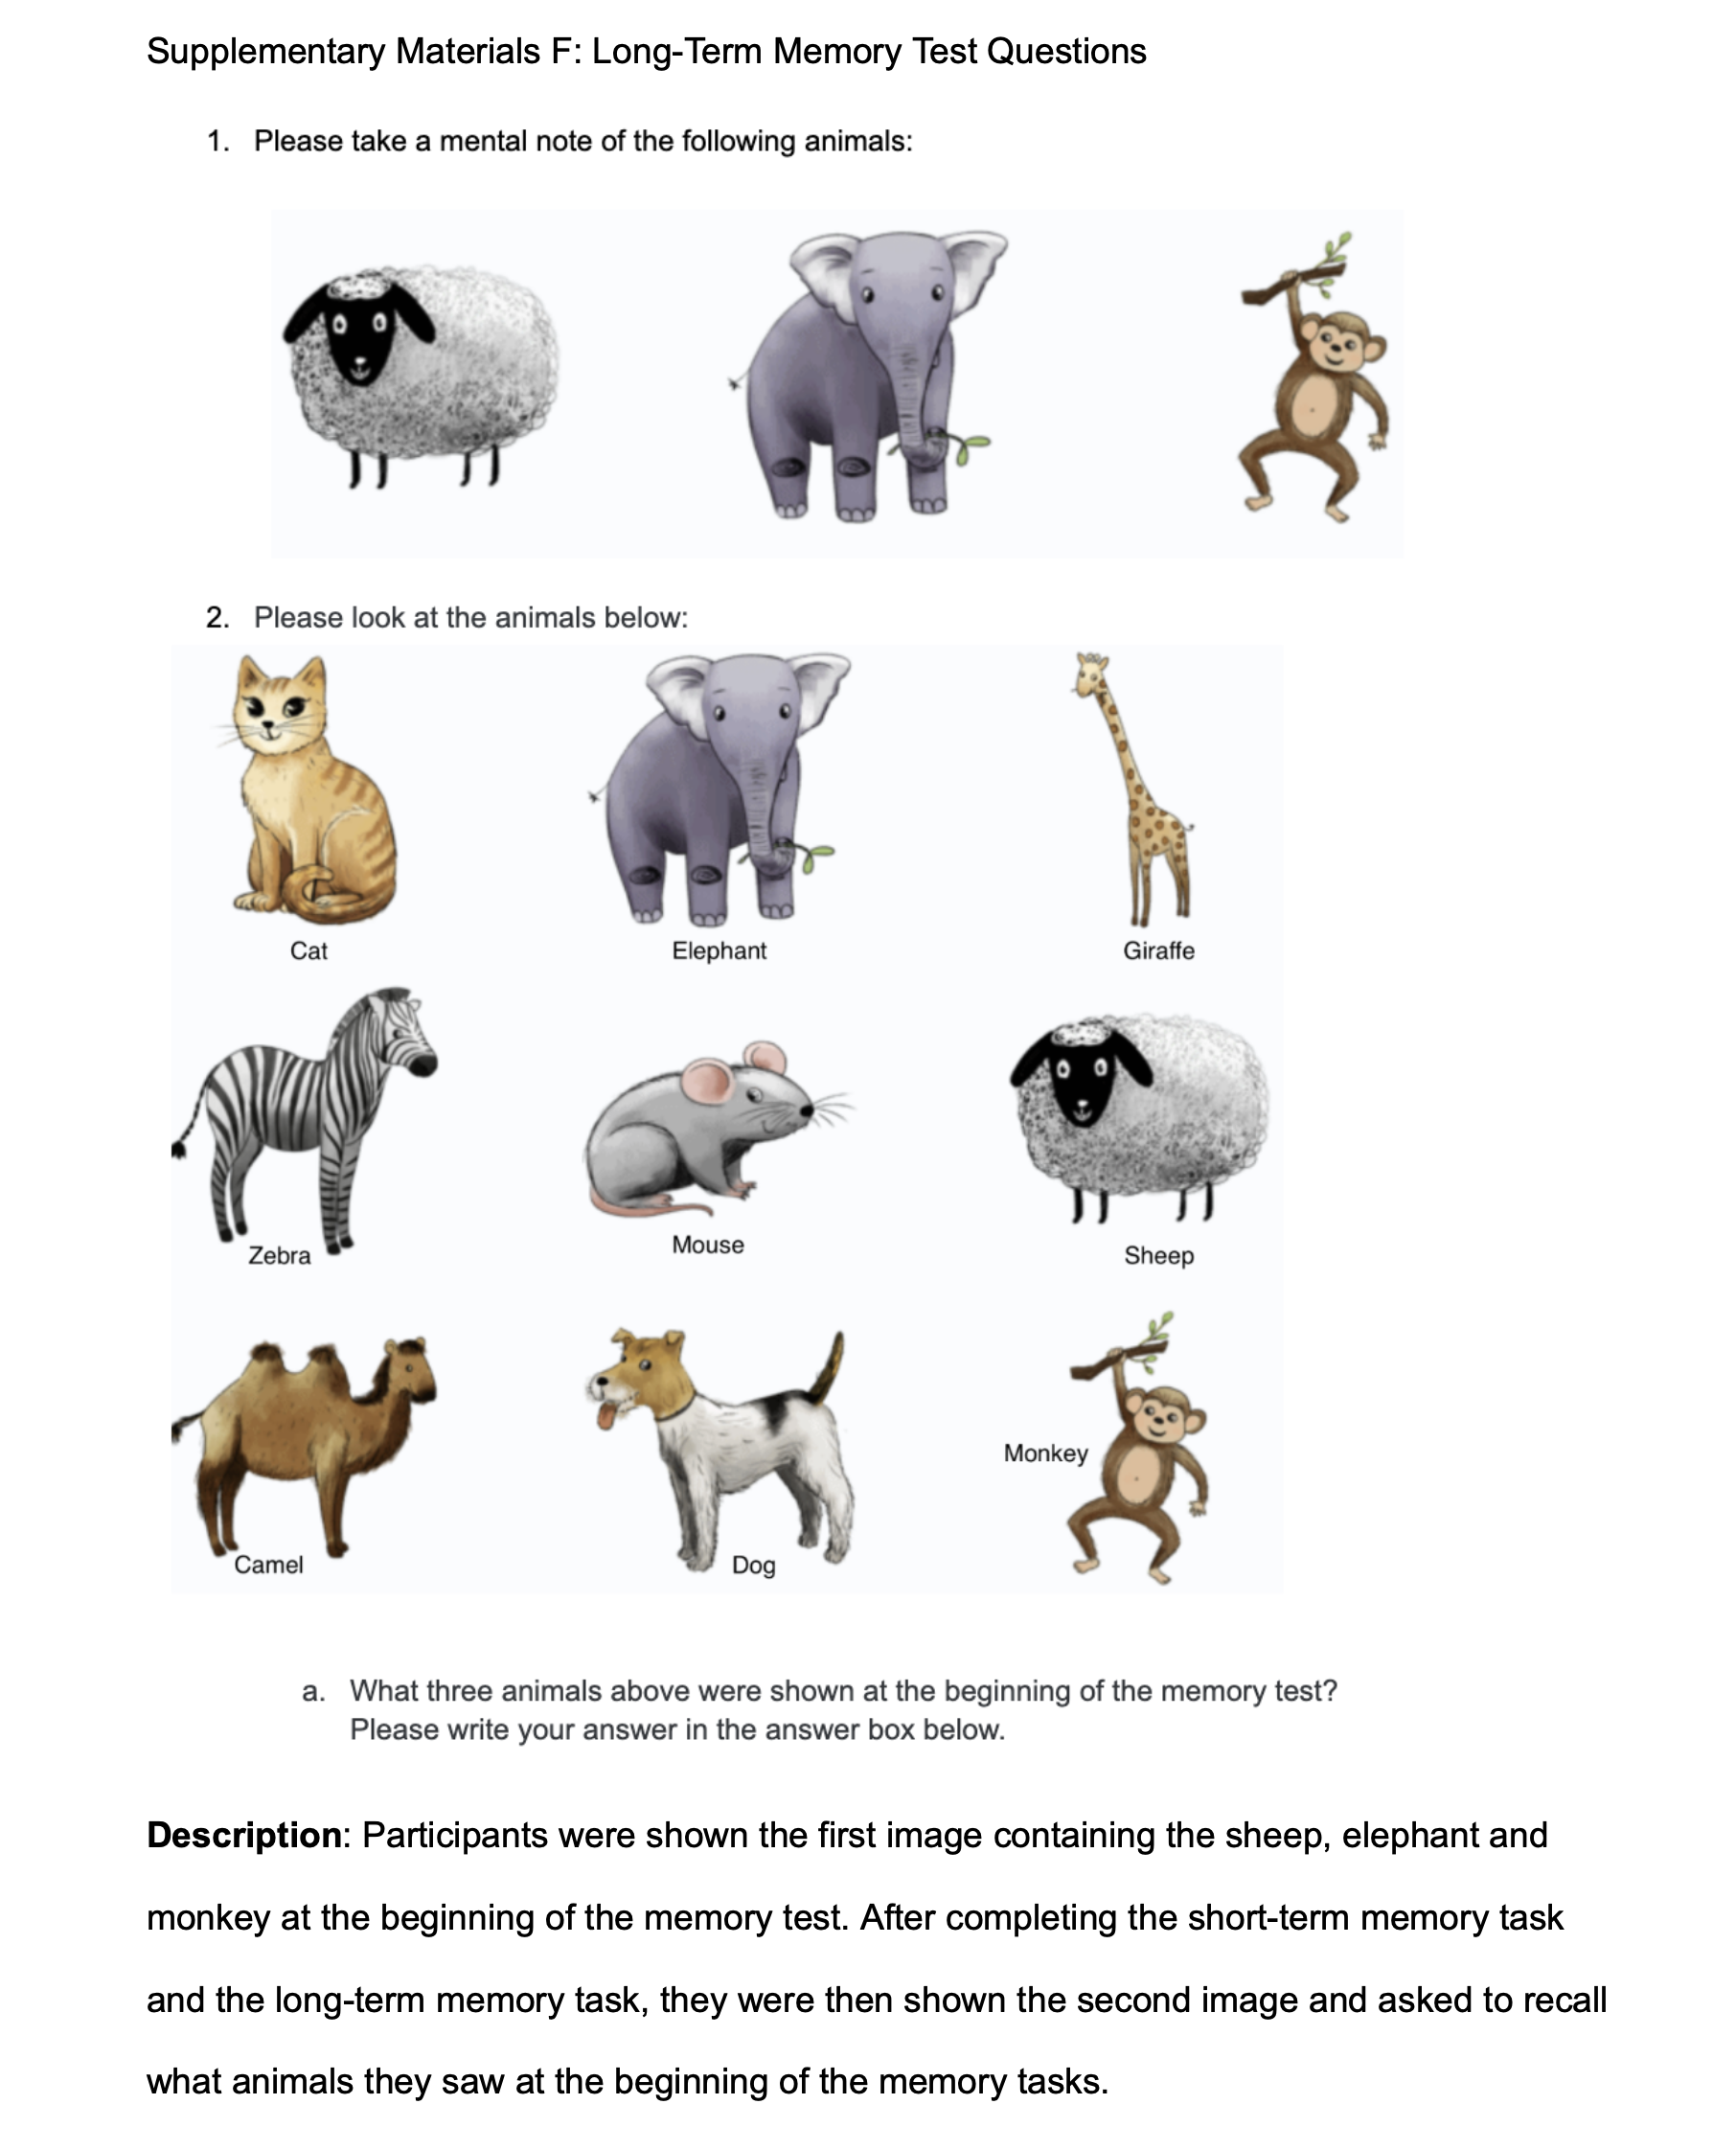 Supplementary Materials F: Long-Term Memory Test Questions
1. Please take a mental note of the following animals:
2. Please look at the animals below:
Cat
Elephant
Giraffe
Zebra
Mouse
Sheep
Camel
Dog
Monkey
a. What three animals above were shown at the beginning of the memory test?
Please write your answer in the answer box below.
Description: Participants were shown the first image containing the sheep, elephant and
monkey at the beginning of the memory test. After completing the short-term memory task
and the long-term memory task, they were then shown the second image and asked to recall
what animals they saw at the beginning of the memory tasks.